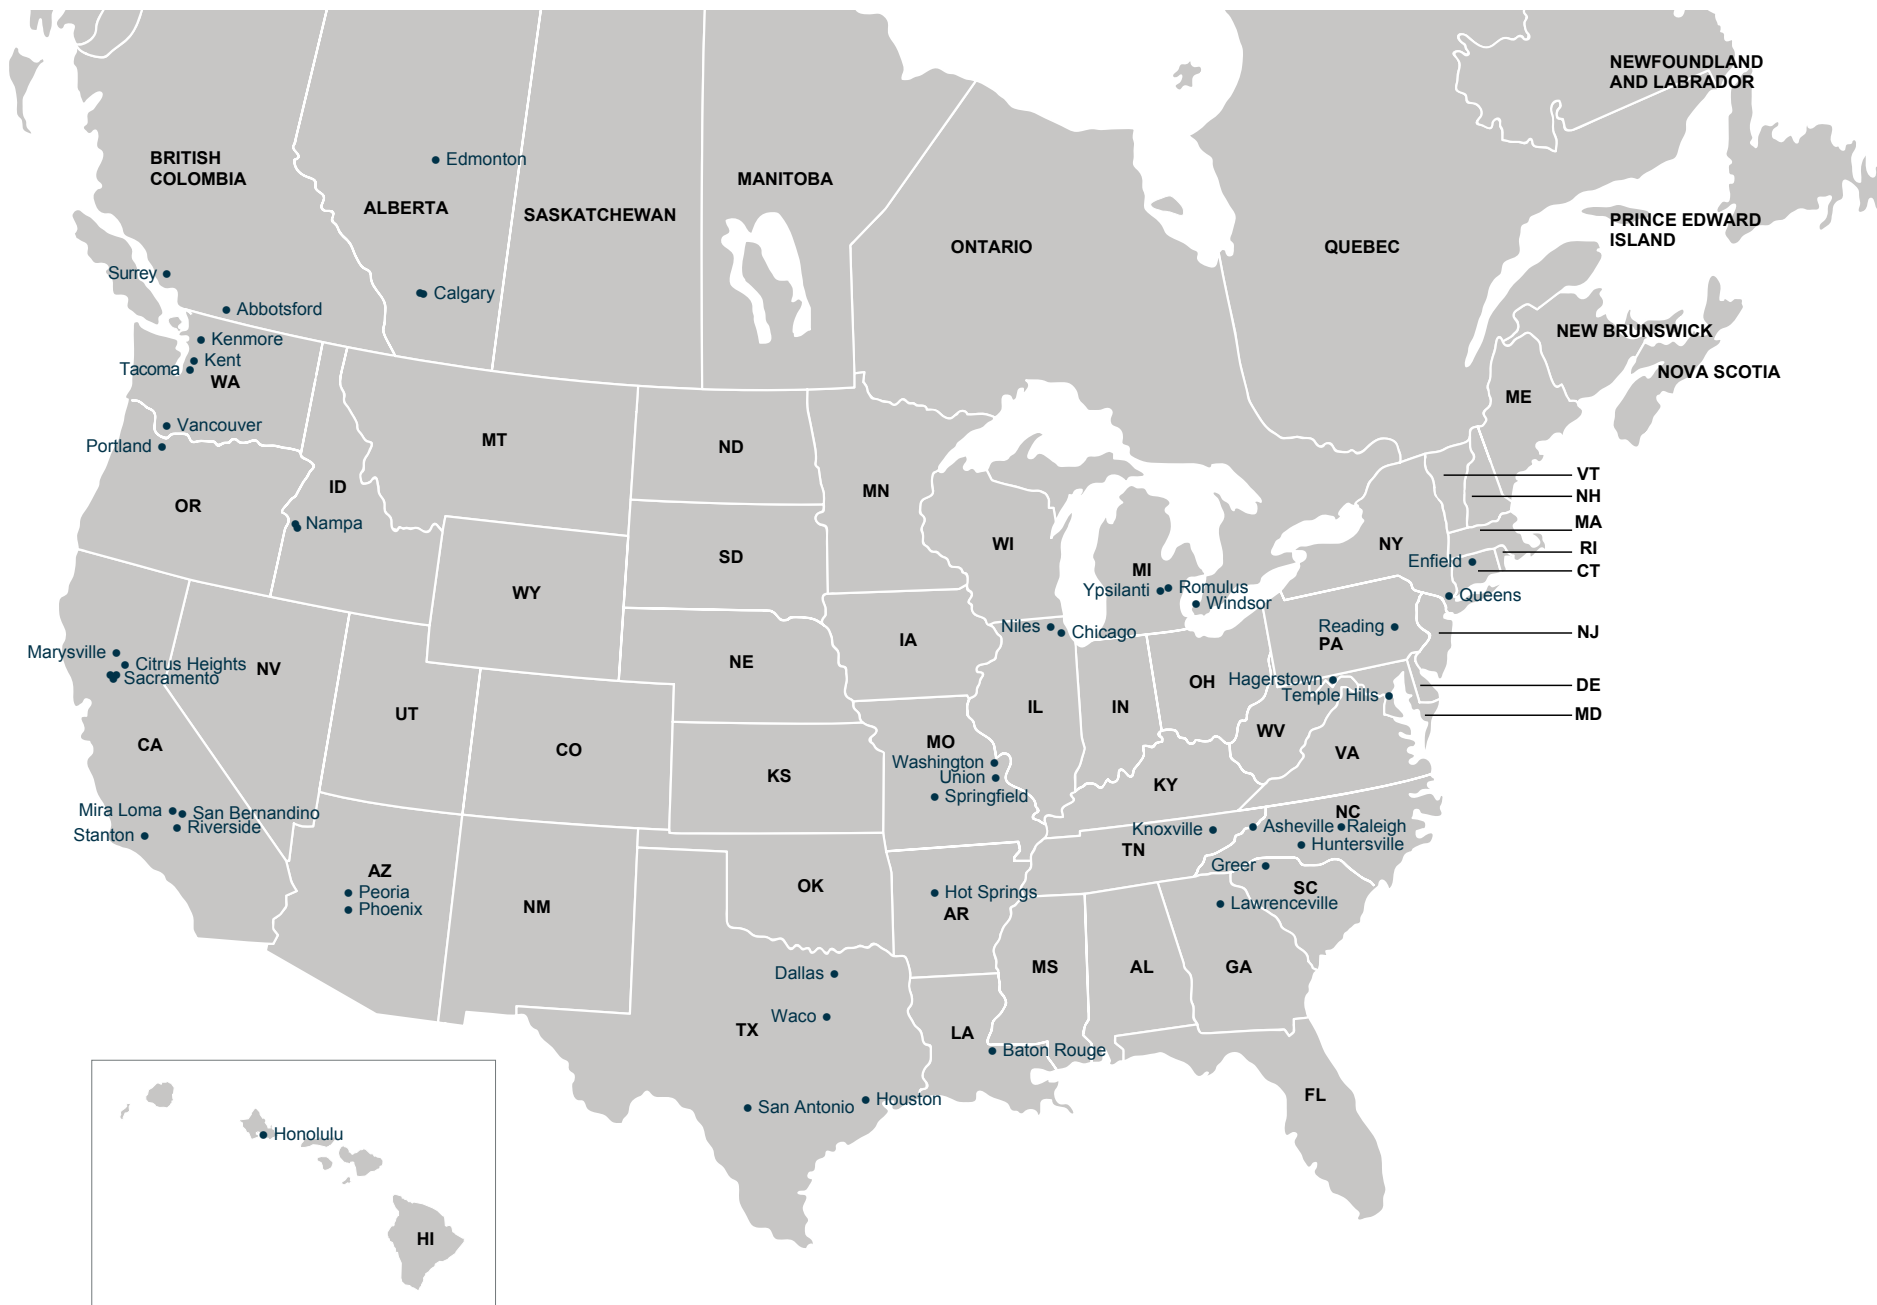 NEWFOUNDLAND
AND LABRADOR
BRITISH
COLOMBIA
Edmonton
ALBERTA
SASKATCHEWAN
MANITOBA
ONTARIO
QUEBEC
PRINCE EDWARD
ISLAND
Surrey
Abbotsford
Calgary
NEW BRUNSWICK
NOVA SCOTIA
Kenmore
Kent
Tacoma
WA
Vancouver
Portland
OR
ID
Nampa
MT
ND
SD
MN
WI
MI
Ypsilanti
Romulus
Windsor
ME
VT
NH
MA
RI
CT
NY
Enfield
Queens
NJ
DE
MD
Reading
PA
Hagerstown
Temple Hills
WY
NE
IA
Niles
Chicago
IL
IN
OH
WV
VA
Marysville
Citrus Heights
Sacramento
NV
UT
CA
CO
KS
MO
Washington
Union
Springfield
KY
Mira Loma
San Bernandino
Riverside
Stanton
AZ
Peoria
Phoenix
NM
OK
Hot Springs
AR
Knoxville
TN
NC
Asheville
Raleigh
Huntersville
Greer
SC
Lawrenceville
MS
AL
GA
Dallas
Waco
TX
LA
Baton Rouge
San Antonio
Houston
FL
Honolulu
HI